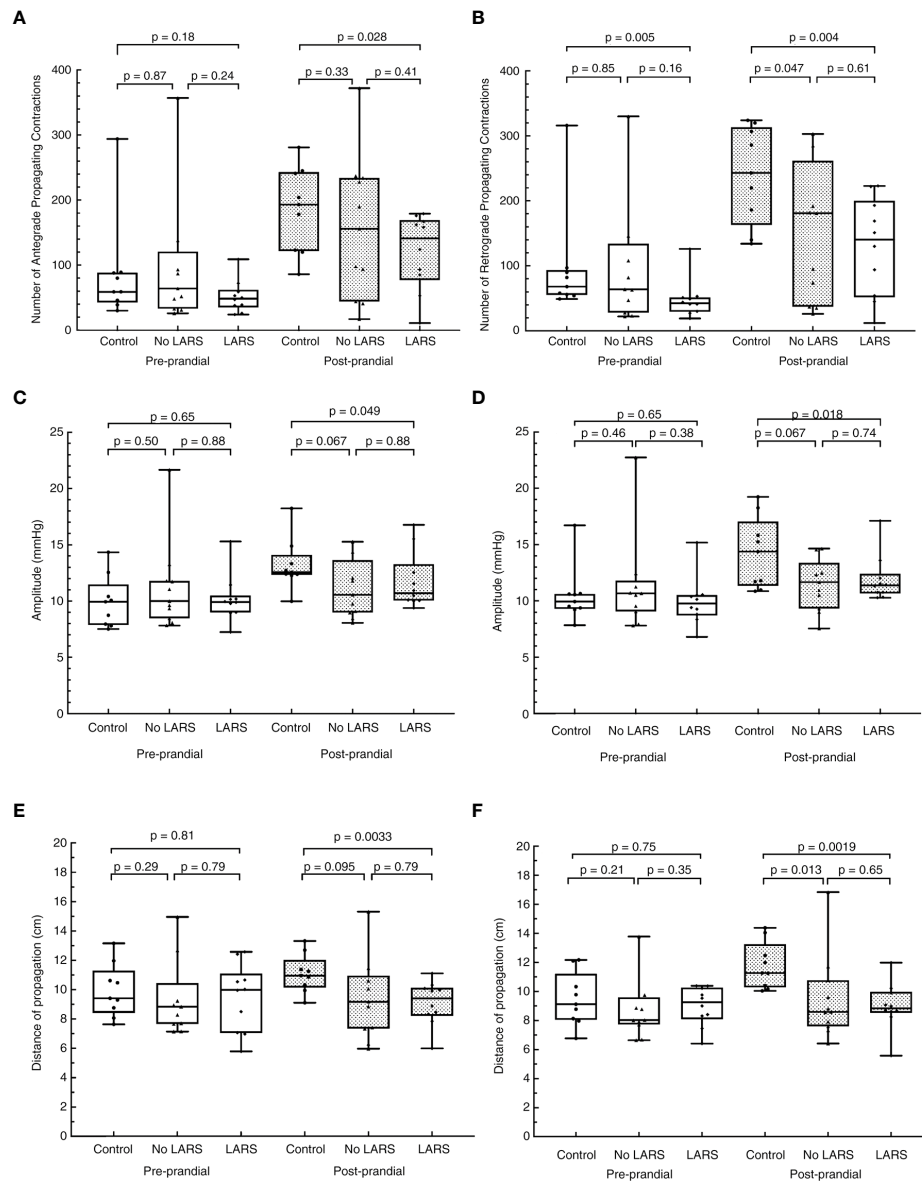 A
p = 0.18
p = 0.028
p = 0.87
p = 0.24
p = 0.33
p = 0.41
Number of Antegrade Propagating Contractions
400
300
200
100
0
Control
No LARS
LARS
Control
No LARS
LARS
Pre-prandial
Post-prandial
B
p = 0.005
p = 0.004
p = 0.85
p = 0.16
p = 0.047
p = 0.61
Number of Retrograde Propagating Contractions
400
300
200
100
0
Control
No LARS
LARS
Control
No LARS
LARS
Pre-prandial
Post-prandial
C
p = 0.65
p = 0.049
p = 0.50
p = 0.88
p = 0.067
p = 0.88
Amplitude (mmHg)
25
20
15
10
5
0
Control
No LARS
LARS
Control
No LARS
LARS
Pre-prandial
Post-prandial
D
p = 0.65
p = 0.018
p = 0.46
p = 0.38
p = 0.067
p = 0.74
Amplitude (mmHg)
25
20
15
10
5
0
Control
No LARS
LARS
Control
No LARS
LARS
Pre-prandial
Post-prandial
E
p = 0.81
p = 0.0033
p = 0.29
p = 0.79
p = 0.095
p = 0.79
Distance of propagation (cm)
20
18
16
14
12
10
8
6
4
2
0
Control
No LARS
LARS
Control
No LARS
LARS
Pre-prandial
Post-prandial
F
p = 0.75
p = 0.0019
p = 0.21
p = 0.35
p = 0.013
p = 0.65
Distance of propagation (cm)
20
18
16
14
12
10
8
6
4
2
0
Control
No LARS
LARS
Control
No LARS
LARS
Pre-prandial
Post-prandial